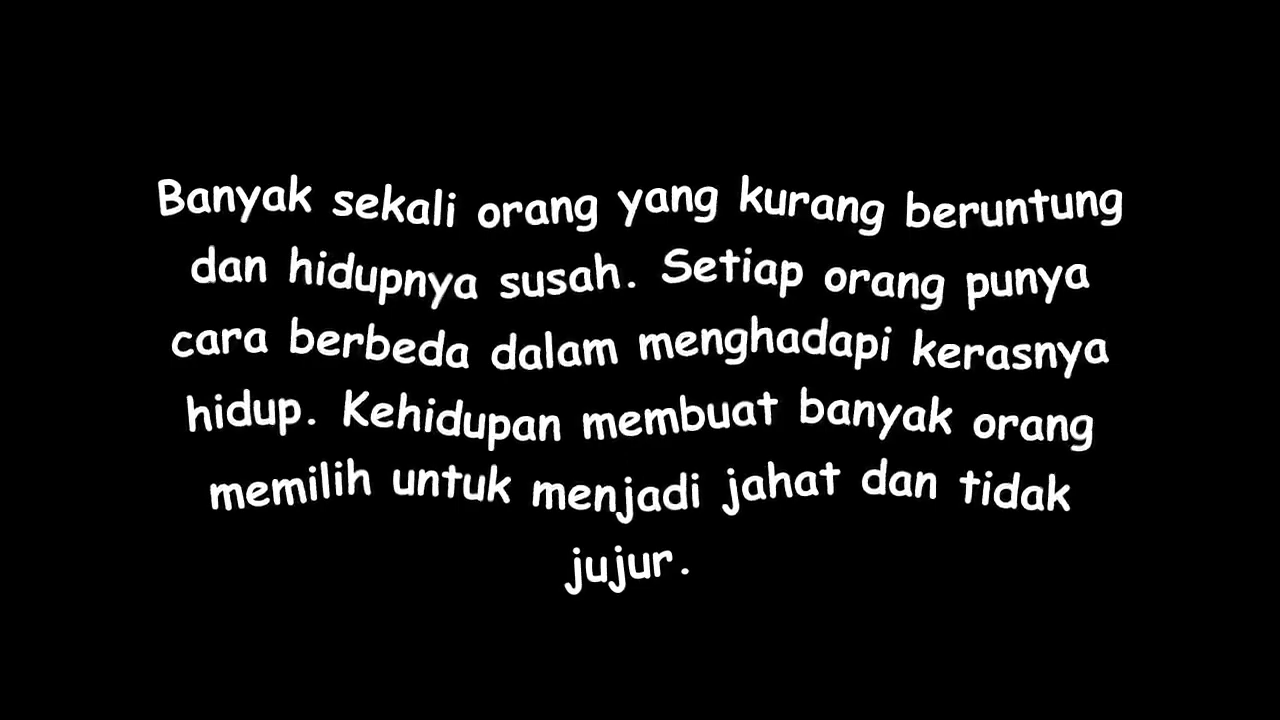 Banyak sekali orang yang kurang beruntung
dan hidupnya susah. Setiap orang punya
cara berbeda dalam menghadapi kerasnya
hidup. Kehidupan membuat banyak orang
memilih untuk menjadi jahat dan tidak
jujur.